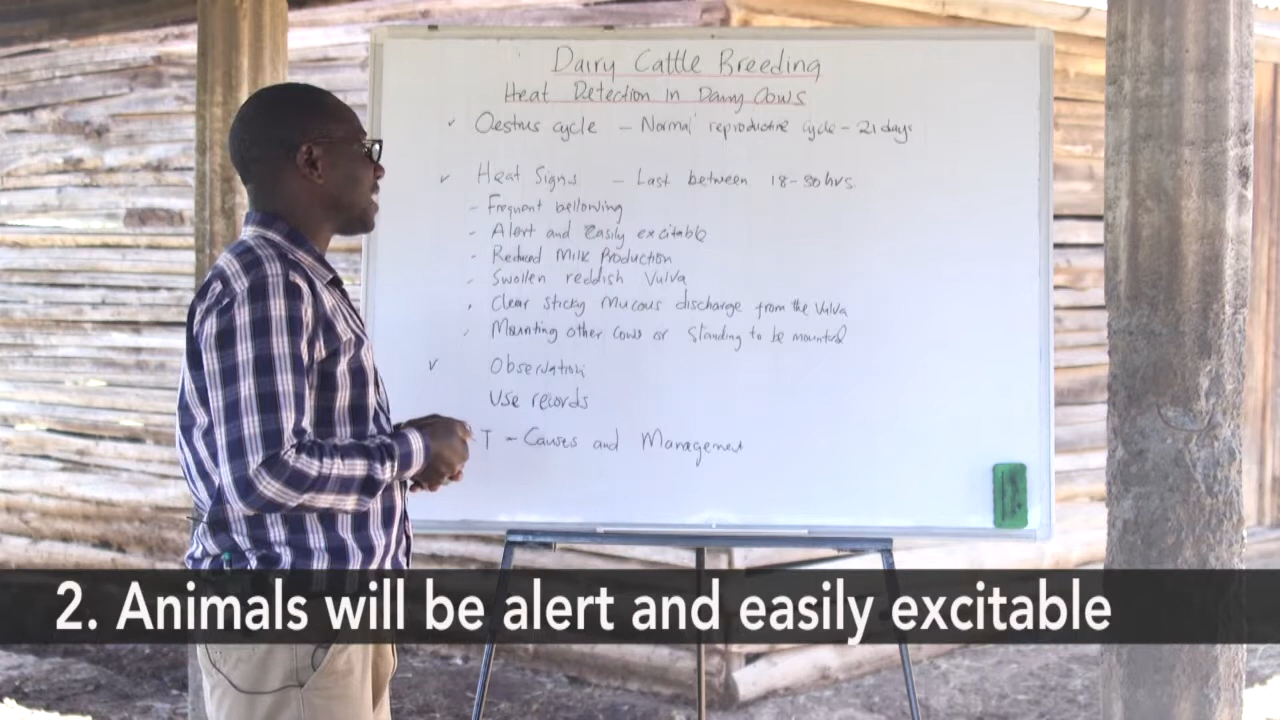 Dairy Cattle Breeding
Heat Detection in Dairy Cows
✓ Oestrus cycle – Normal reproductive cycle – 21 days
✓ Heat Signs – Last between 18-30 hrs.
- Frequent bellowing
- Alert and Easily excitable
- Reduced Milk Production
- Swollen reddish Vulva
- Clear sticky Mucous discharge from the Vulva
- Mounting other cows or standing to be mounted
✓ Observation
Use records
T – Causes and Management
2. Animals will be alert and easily excitable